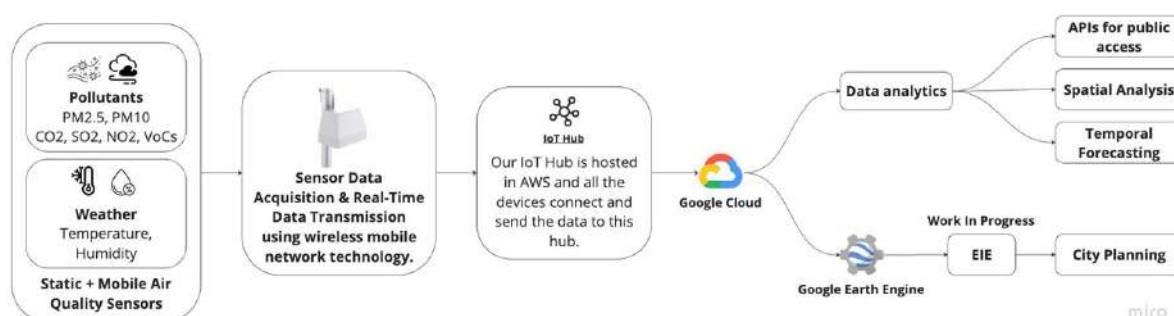 Pollutants
PM2.5, PM10
CO2, SO2, NO2, VoCs
Weather
Temperature,
Humidity
Static + Mobile Air
Quality Sensors
Sensor Data
Acquisition & Real-Time
Data Transmission
using wireless mobile
network technology.
IoT Hub
Our IoT Hub is hosted
in AWS and all the
devices connect and
send the data to this
hub.
Google Cloud
Data analytics
APIs for public
access
Spatial Analysis
Temporal
Forecasting
Google Earth Engine
Work In Progress
EIE
City Planning
miro